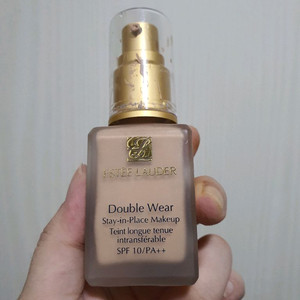 ESTĒE LAUDER
Double Wear
Stay-in-Place Makeup
Teint longue tenue
intransférable
SPF 10/PA++